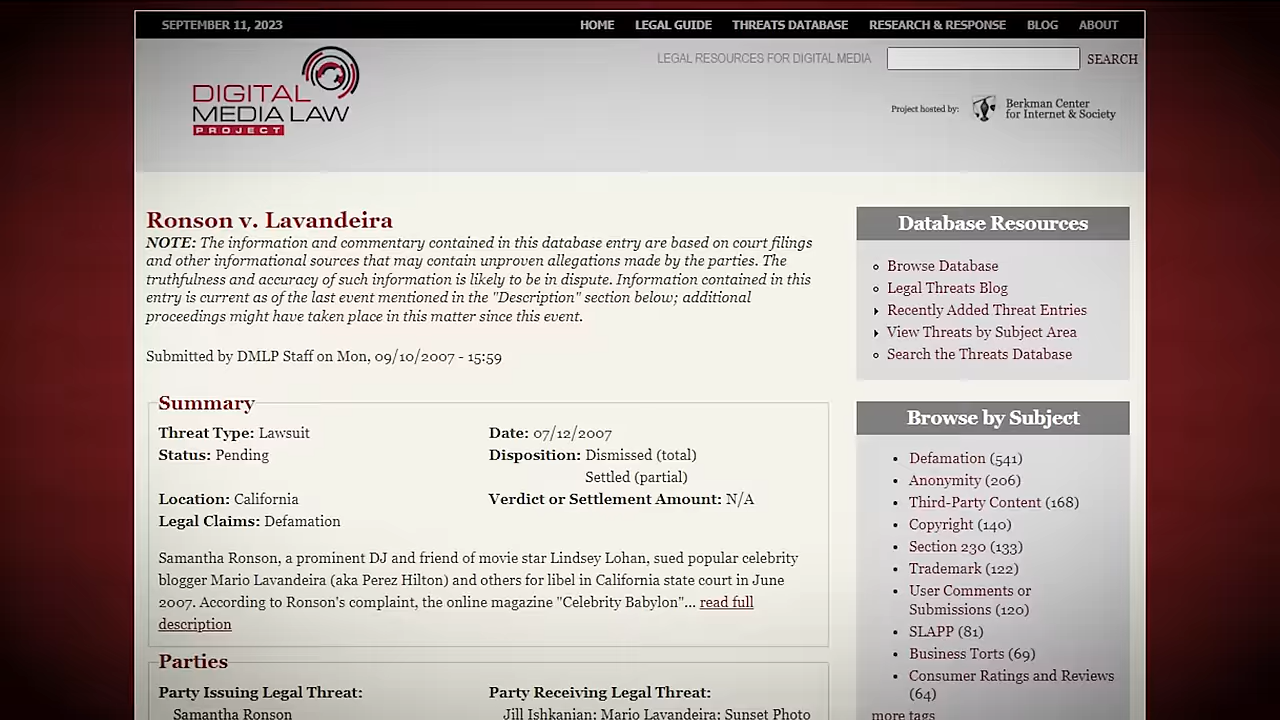 SEPTEMBER 11, 2023
HOME LEGAL GUIDE THREATS DATABASE RESEARCH & RESPONSE BLOG ABOUT
LEGAL RESOURCES FOR DIGITAL MEDIA
SEARCH
DIGITAL
MEDIA LAW
PROJECT
Project hosted by:
Berkman Center
for Internet & Society
Ronson v. Lavandeira
NOTE: The information and commentary contained in this database entry are based on court filings
and other informational sources that may contain unproven allegations made by the parties. The
truthfulness and accuracy of such information is likely to be in dispute. Information contained in this
entry is current as of the last event mentioned in the "Description" section below; additional
proceedings might have taken place in this matter since this event.
Submitted by DMLP Staff on Mon, 09/10/2007 - 15:59
Summary
Threat Type: Lawsuit
Status: Pending
Date: 07/12/2007
Disposition: Dismissed (total)
Settled (partial)
Location: California
Verdict or Settlement Amount: N/A
Legal Claims: Defamation
Samantha Ronson, a prominent DJ and friend of movie star Lindsey Lohan, sued popular celebrity
blogger Mario Lavandeira (aka Perez Hilton) and others for libel in California state court in June
2007. According to Ronson's complaint, the online magazine "Celebrity Babylon"... read full
description
Parties
Party Issuing Legal Threat:
Samantha Ronson
Party Receiving Legal Threat:
Jill Ishkanian; Mario Lavandeira; Sunset Photo
Database Resources
Browse Database
Legal Threats Blog
Recently Added Threat Entries
View Threats by Subject Area
Search the Threats Database
Browse by Subject
Defamation (541)
Anonymity (206)
Third-Party Content (168)
Copyright (140)
Section 230 (133)
Trademark (122)
User Comments or
Submissions (120)
SLAPP (81)
Business Torts (69)
Consumer Ratings and Reviews
(64)
more tags